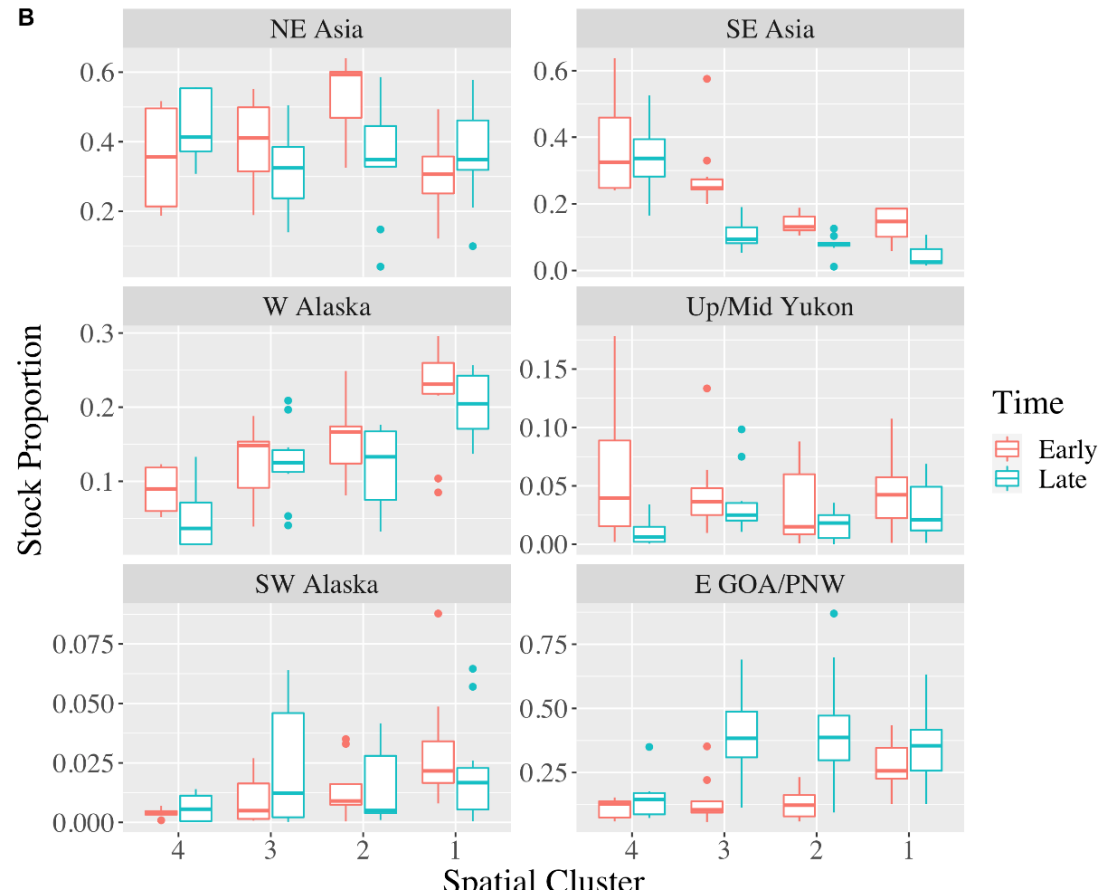 B
NE Asia
SE Asia
0.6
0.4
0.2
0.6
0.4
0.2
0.0
W Alaska
Up/Mid Yukon
0.3
0.2
0.1
0.15
0.10
0.05
0.00
SW Alaska
E GOA/PNW
0.075
0.050
0.025
0.000
0.75
0.50
0.25
4 3 2 1
4 3 2 1
Stock Proportion
Spatial Cluster
Time
Early
Late